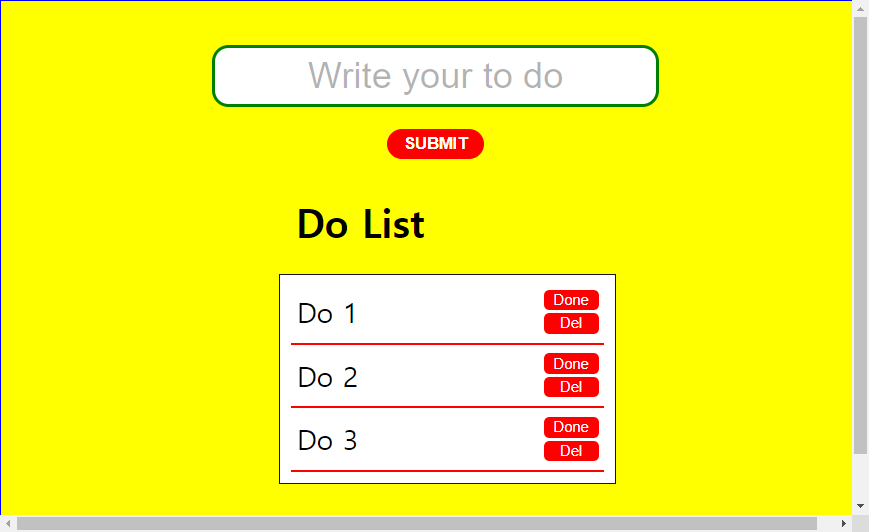 Write your to do
SUBMIT
Do List
Do 1
Done
Del
Do 2
Done
Del
Do 3
Done
Del